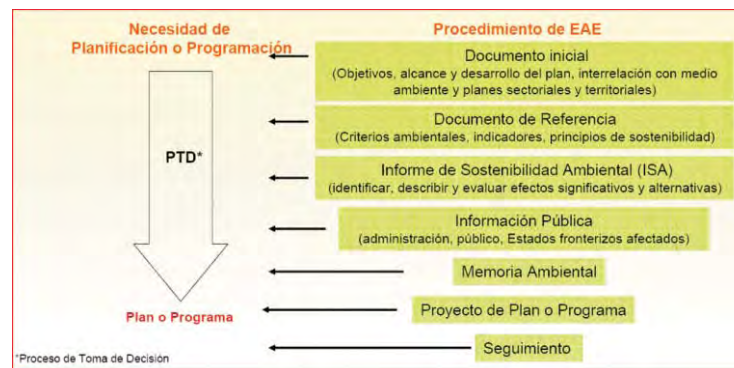 Necesidad de
Planificación o Programación
Procedimiento de EAE
Documento inicial
(Objetivos, alcance y desarrollo del plan, interrelación con medio
ambiente y planes sectoriales y territoriales)
Documento de Referencia
(Criterios ambientales, indicadores, principios de sostenibilidad)
PTD*
Informe de Sostenibilidad Ambiental (ISA)
(identificar, describir y evaluar efectos significativos y alternativas)
Información Pública
(administración, público, Estados fronterizos afectados)
Memoria Ambiental
Plan o Programa
Proyecto de Plan o Programa
Seguimiento
*Proceso de Toma de Decisión